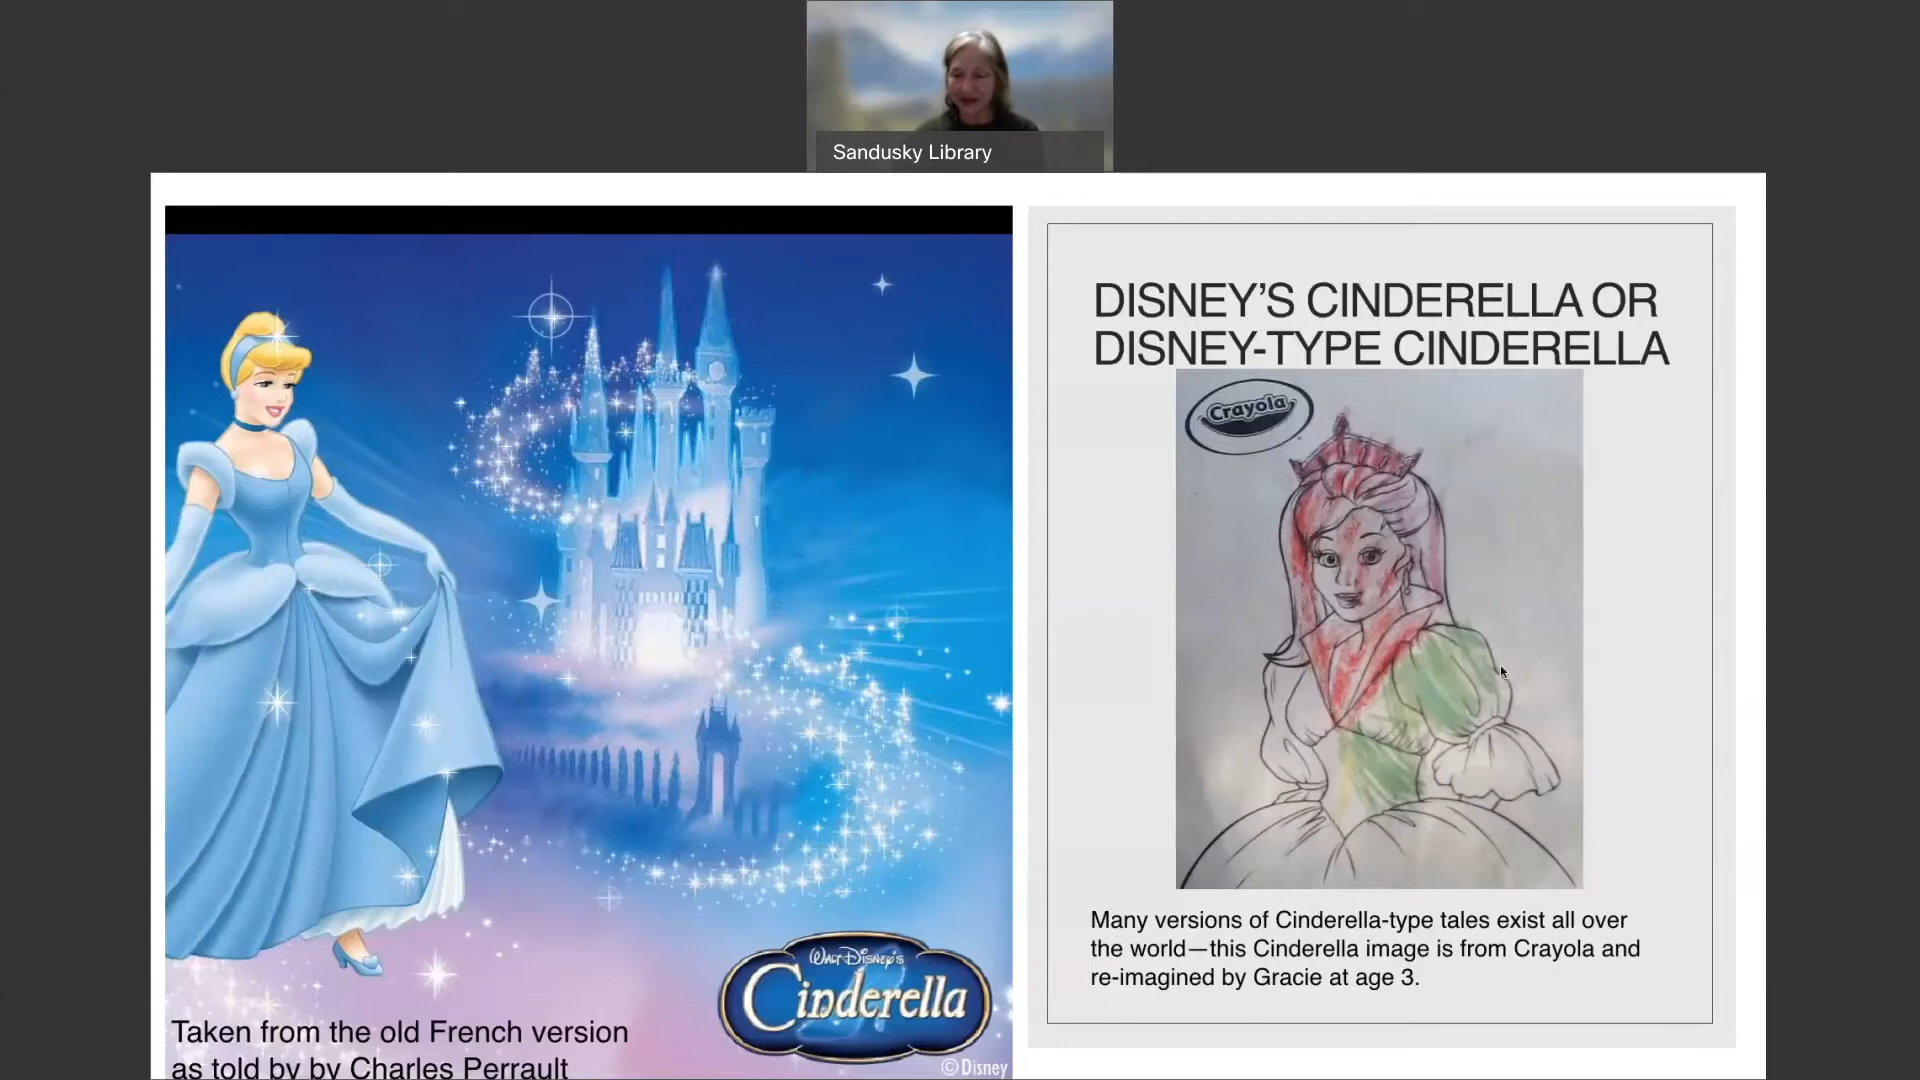 Sandusky Library
DISNEY’S CINDERELLA OR
DISNEY-TYPE CINDERELLA
Crayola
Many versions of Cinderella-type tales exist all over
the world—this Cinderella image is from Crayola and
re-imagined by Gracie at age 3.
WALT DISNEY'S
Cinderella
Taken from the old French version
as told by by Charles Perrault
©Disney